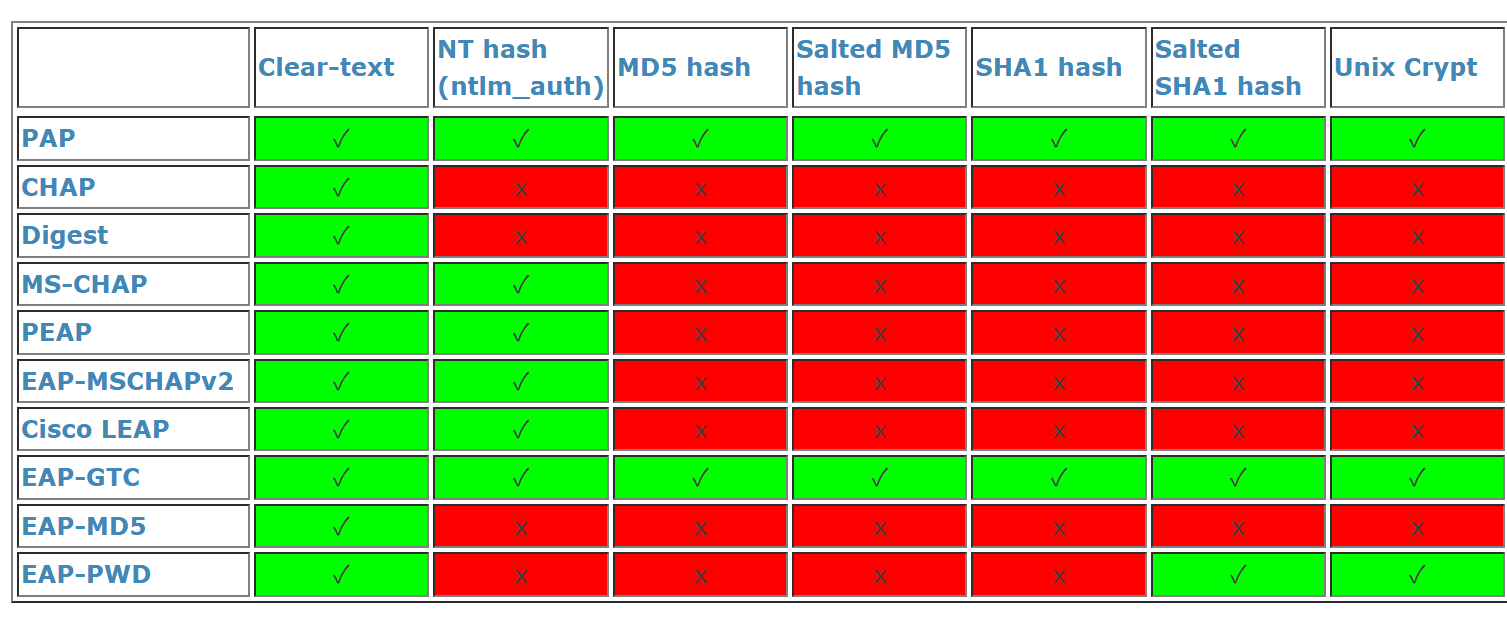 Clear-text NT hash (ntlm_auth) MD5 hash Salted MD5 hash SHA1 hash Salted SHA1 hash Unix Crypt
PAP ✓ ✓ ✓ ✓ ✓ ✓ ✓
CHAP ✓ x x x x x x
Digest ✓ x x x x x x
MS-CHAP ✓ ✓ x x x x x
PEAP ✓ ✓ x x x x x
EAP-MSCHAPv2 ✓ ✓ x x x x x
Cisco LEAP ✓ ✓ x x x x x
EAP-GTC ✓ ✓ ✓ ✓ ✓ ✓ ✓
EAP-MD5 ✓ x x x x x x
EAP-PWD ✓ x x x x ✓ ✓